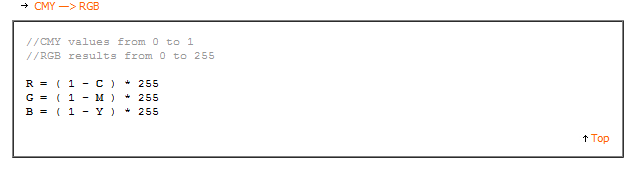 → CMY —> RGB
//CMY values from 0 to 1
//RGB results from 0 to 255
R = ( 1 - C ) * 255
G = ( 1 - M ) * 255
B = ( 1 - Y ) * 255
↑ Top